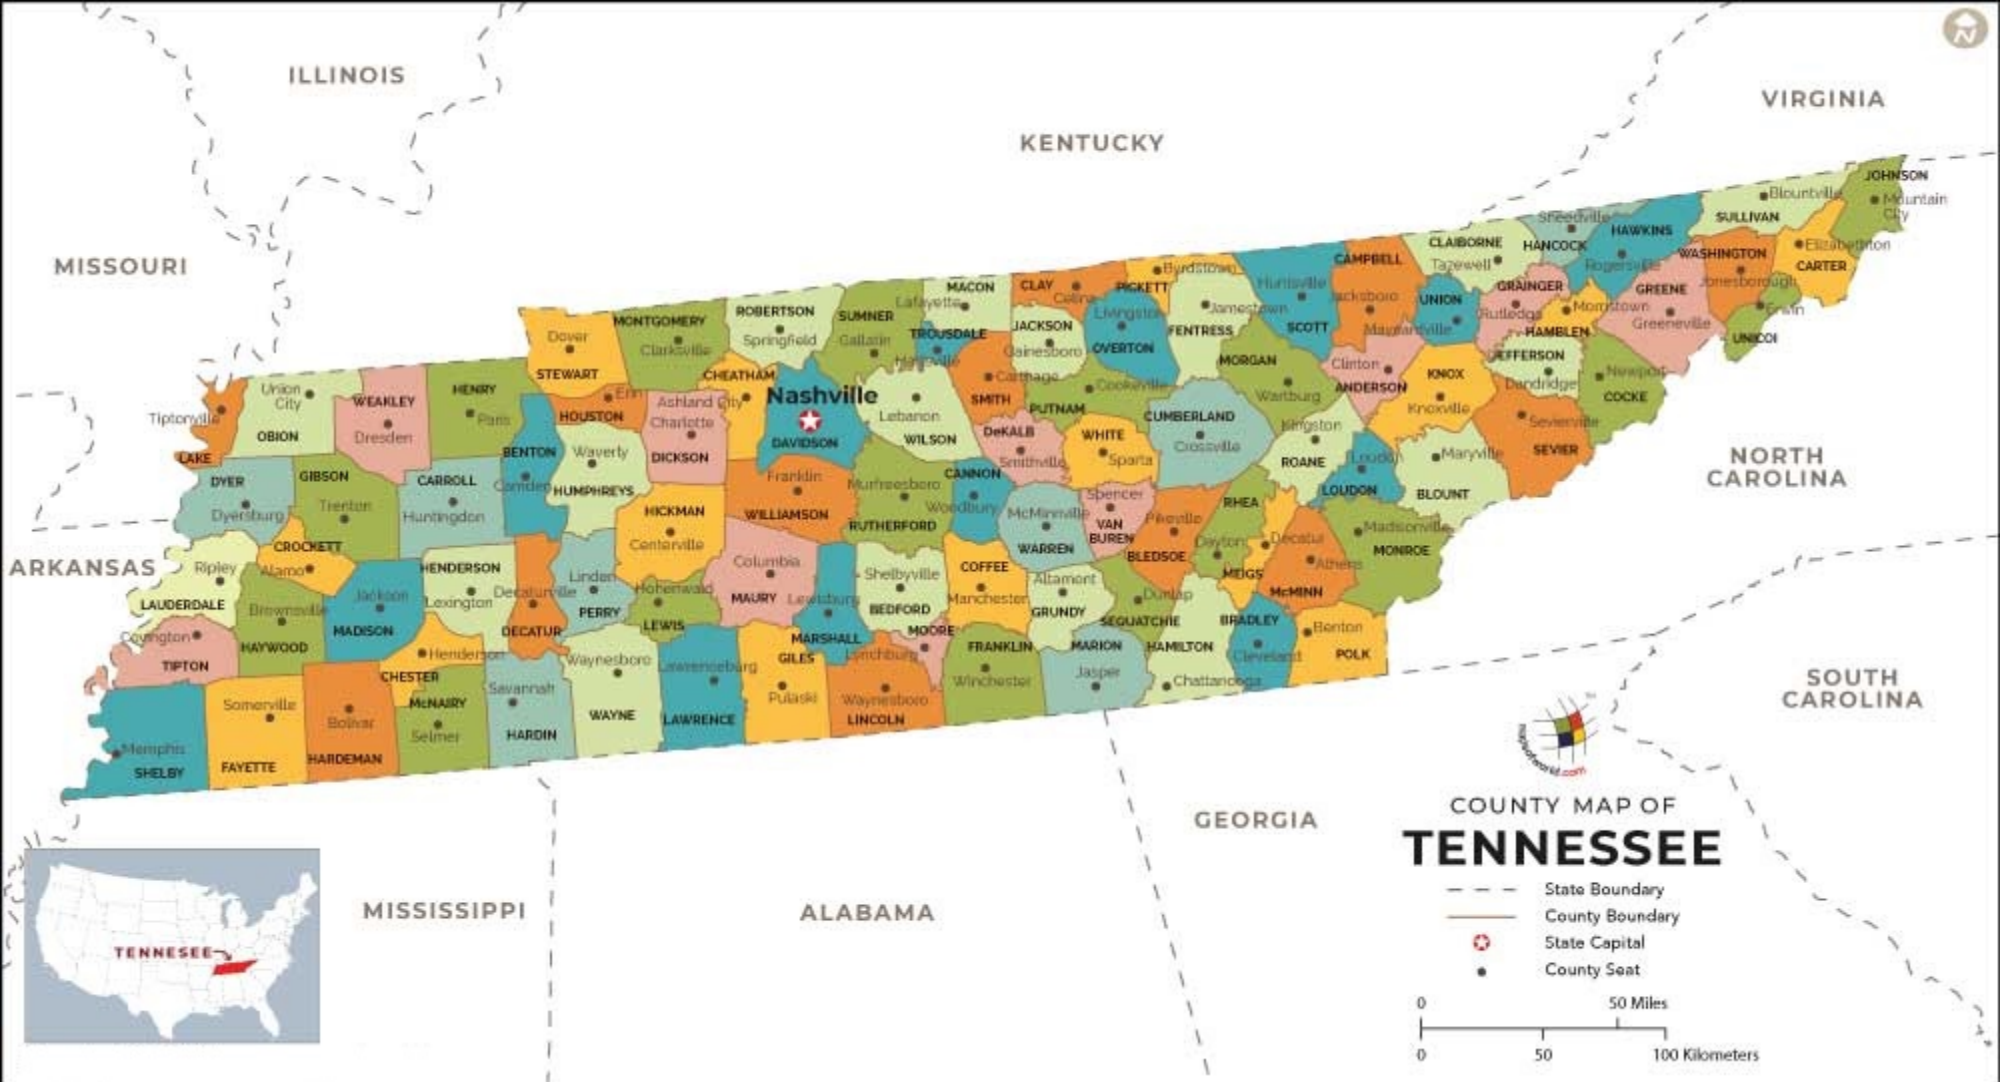 N
ILLINOIS
VIRGINIA
KENTUCKY
MISSOURI
ARKANSAS
NORTH
CAROLINA
SOUTH
CAROLINA
GEORGIA
ALABAMA
MISSISSIPPI
JOHNSON
Mountain
City
Blountville
SULLIVAN
Elizabethton
CARTER
WASHINGTON
Jonesborough
Erwin
UNICOI
Sneedville
HANCOCK
HAWKINS
Rogersville
GREENE
Greeneville
CLAIBORNE
Tazewell
GRAINGER
Rutledge
Morristown
HAMBLEN
JEFFERSON
Dandridge
Newport
COCKE
CAMPBELL
Jacksboro
UNION
Maynardville
Huntsville
SCOTT
Clinton
ANDERSON
KNOX
Knoxville
Sevierville
SEVIER
Maryville
BLOUNT
Loudon
LOUDON
Kingston
ROANE
MORGAN
Wartburg
Byrdstown
PICKETT
Jamestown
FENTRESS
CLAY
Celina
Livingston
OVERTON
JACKSON
Gainesboro
Cookeville
PUTNAM
CUMBERLAND
Crossville
WHITE
Sparta
MACON
Lafayette
TROUSDALE
Hartsville
Carthage
SMITH
DeKALB
Smithville
SUMNER
Gallatin
ROBERTSON
Springfield
MONTGOMERY
Clarksville
Dover
STEWART
CHEATHAM
Ashland City
Nashville
DAVIDSON
Lebanon
WILSON
Erin
HOUSTON
Charlotte
DICKSON
Waverly
HUMPHREYS
HENRY
Paris
BENTON
Camden
WEAKLEY
Dresden
Union
City
OBION
Tiptonville
LAKE
DYER
Dyersburg
GIBSON
Trenton
CARROLL
Huntingdon
CROCKETT
Alamo
Ripley
LAUDERDALE
Brownsville
HAYWOOD
Covington
TIPTON
Jackson
MADISON
HENDERSON
Lexington
Decaturville
DECATUR
Linden
PERRY
Henderson
CHESTER
Memphis
SHELBY
Somerville
FAYETTE
Bolivar
HARDEMAN
McNAIRY
Selmer
Savannah
HARDIN
Waynesboro
WAYNE
HICKMAN
Centerville
Hohenwald
LEWIS
Franklin
WILLIAMSON
Murfreesboro
RUTHERFORD
CANNON
Woodbury
Columbia
MAURY
Lewisburg
MARSHALL
Shelbyville
BEDFORD
MOORE
Lynchburg
Lawrenceburg
LAWRENCE
GILES
Pulaski
Waynesboro
LINCOLN
COFFEE
Manchester
FRANKLIN
Winchester
McMinnville
WARREN
Spencer
VAN
BUREN
Altamont
GRUNDY
MARION
Jasper
Pikeville
BLEDSOE
Dunlap
SEQUATCHIE
HAMILTON
Chattanooga
RHEA
Dayton
Decatur
MEIGS
Athens
McMINN
Madisonville
MONROE
BRADLEY
Cleveland
Benton
POLK
TENNESEE
mapsofworld.com
COUNTY MAP OF
TENNESSEE
State Boundary
County Boundary
State Capital
County Seat
0 50 Miles
0 50 100 Kilometers